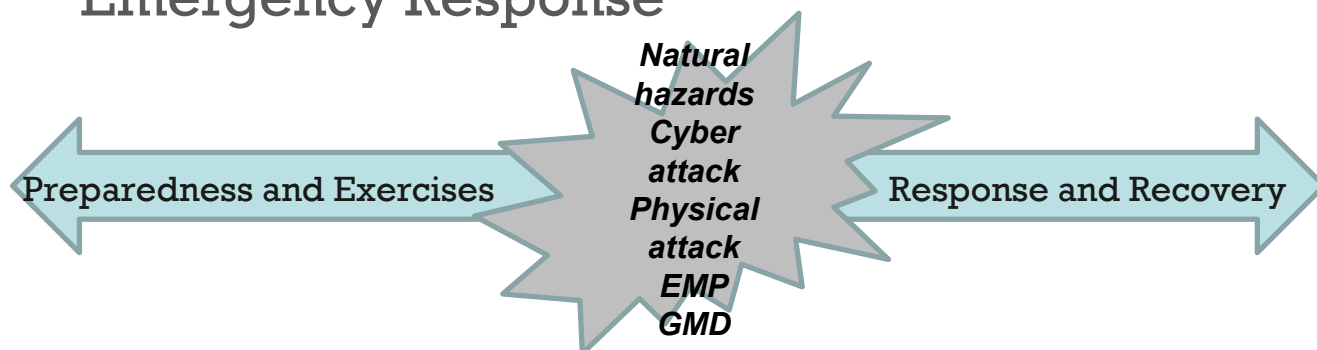 Emergency Response
Natural
hazards
Cyber
attack
Physical
attack
EMP
GMD
Preparedness and Exercises
Response and Recovery